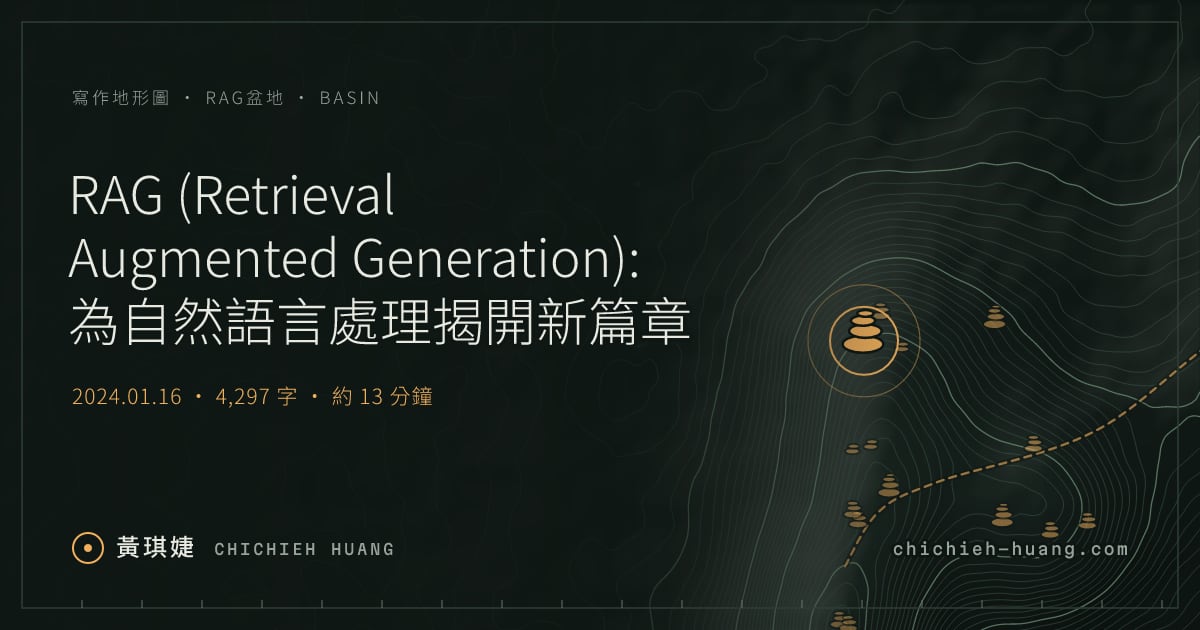 寫作地形圖 · RAG盆地 · BASIN
RAG (Retrieval
Augmented Generation):
為自然語言處理揭開新篇章
2024.01.16 · 4,297 字 · 約 13 分鐘
黃琪婕 CHICHIEH HUANG
chichieh-huang.com